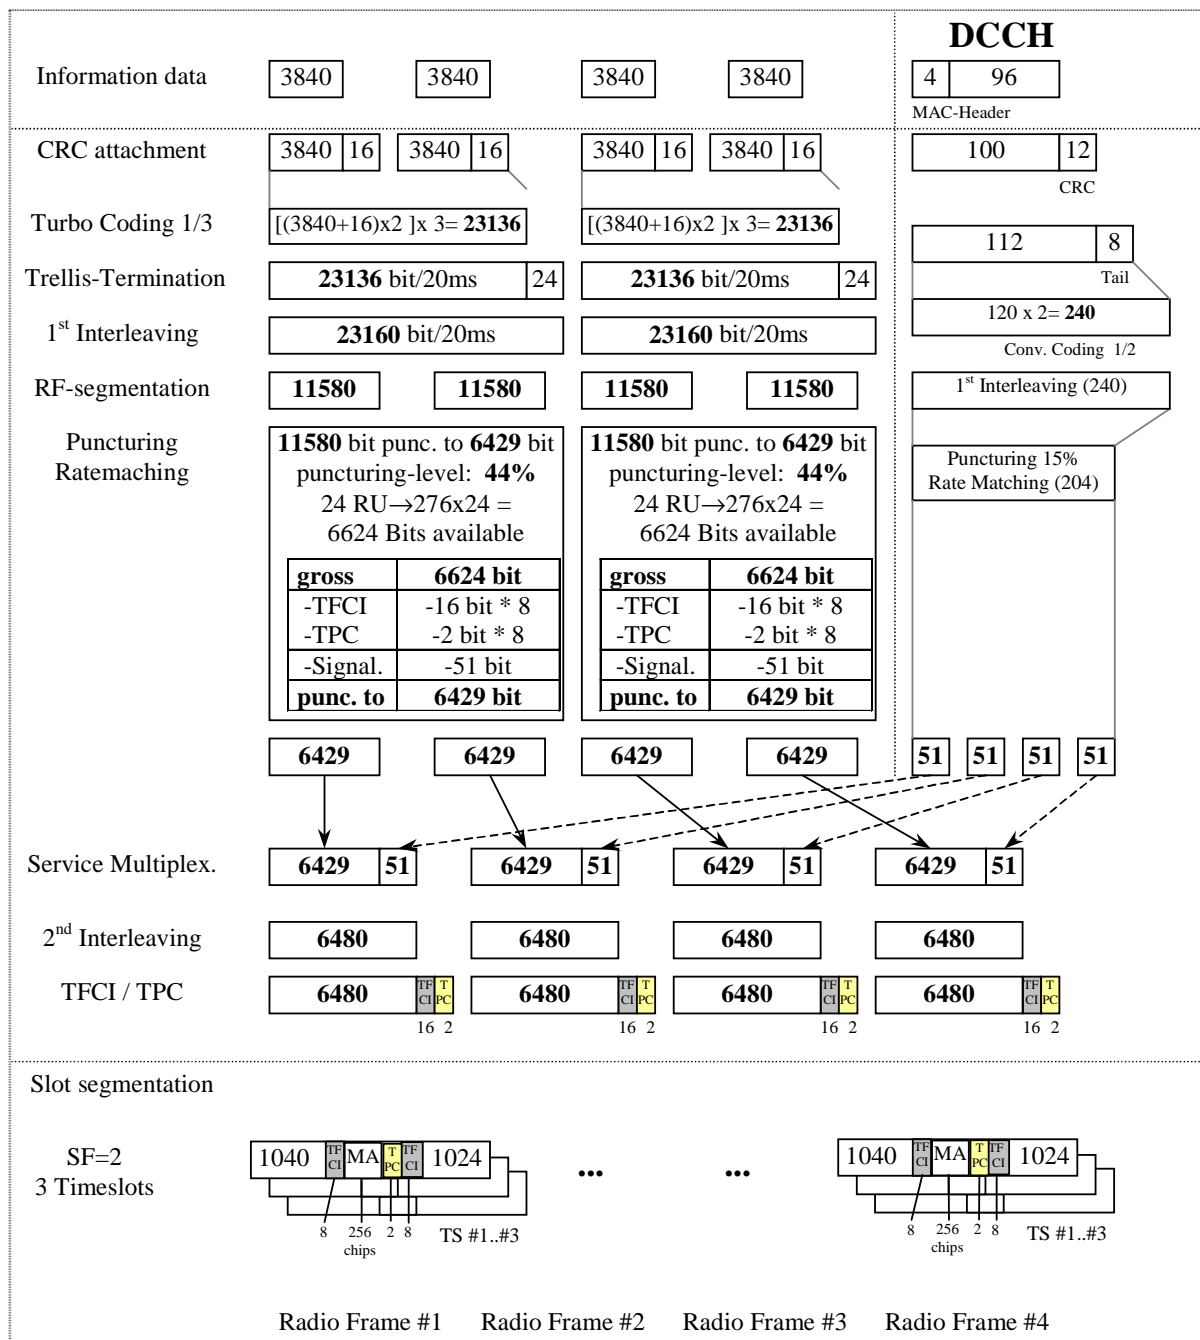 DCCH
Information data 3840 3840 3840 3840 4 96
MAC-Header
CRC attachment 3840 16 3840 16 3840 16 3840 16 100 12
CRC
Turbo Coding 1/3 [(3840+16)x2 ]x 3= 23136 [(3840+16)x2 ]x 3= 23136
112 8
Trellis-Termination 23136 bit/20ms 24 23136 bit/20ms 24
Tail
120 x 2= 240
1st Interleaving 23160 bit/20ms 23160 bit/20ms
Conv. Coding 1/2
RF-segmentation 11580 11580 11580 11580 1st Interleaving (240)
Puncturing
Ratemaching
11580 bit punc. to 6429 bit
puncturing-level: 44%
24 RU→276x24 =
6624 Bits available
gross 6624 bit
-TFCI -16 bit * 8
-TPC -2 bit * 8
-Signal. -51 bit
punc. to 6429 bit
11580 bit punc. to 6429 bit
puncturing-level: 44%
24 RU→276x24 =
6624 Bits available
gross 6624 bit
-TFCI -16 bit * 8
-TPC -2 bit * 8
-Signal. -51 bit
punc. to 6429 bit
Puncturing 15%
Rate Matching (204)
6429 6429 6429 6429 51 51 51 51
Service Multiplex. 6429 51 6429 51 6429 51 6429 51
2nd Interleaving 6480 6480 6480 6480
TFCI / TPC 6480 TF CI T PC 6480 TF CI T PC 6480 TF CI T PC 6480 TF CI T PC
16 2 16 2 16 2 16 2
Slot segmentation
SF=2
3 Timeslots
1040 TF CI MA T PC TF CI 1024 ... ... 1040 TF CI MA T PC TF CI 1024
8 256 2 8 TS #1..#3 8 256 2 8 TS #1..#3
chips chips
Radio Frame #1 Radio Frame #2 Radio Frame #3 Radio Frame #4